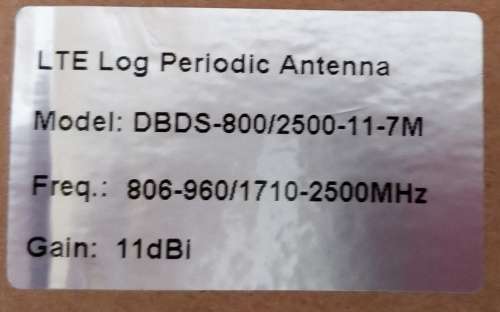 LTE Log Periodic Antenna
Model: DBDS-800/2500-11-7M
Freq.: 806-960/1710-2500MHz
Gain: 11dBi